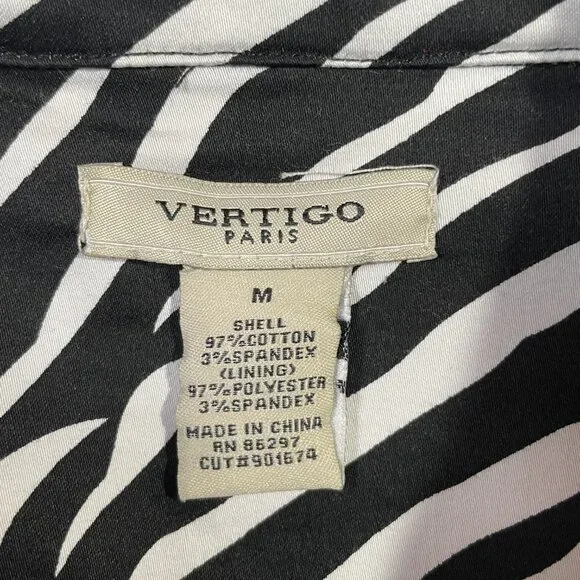 VERTIGO
PARIS
M
SHELL
97%COTTON
3%SPANDEX
(LINING)
97%POLYESTER
3%SPANDEX
MADE IN CHINA
RN 86297
CUT#901674